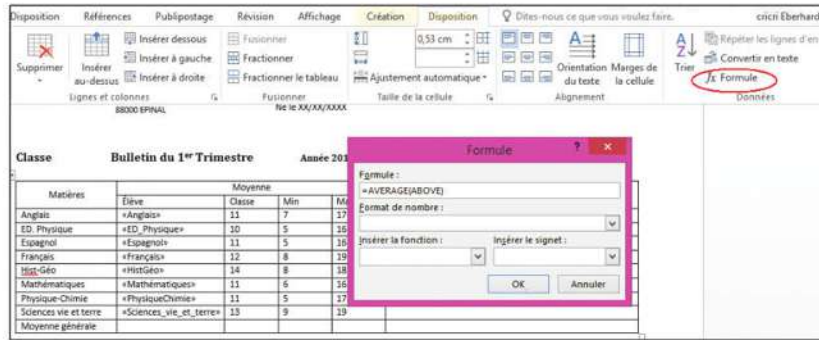 Disposition Références Publipostage Révision Affichage Création Disposition Dites-nous ce que vous voulez faire. cricri Eberhard
Supprimer
Insérer au-dessus
Insérer dessous
Insérer à gauche
Insérer à droite
Lignes et colonnes
Fusionner
Fractionner
Fractionner le tableau
Fusionner
0,53 cm
Ajustement automatique
Taille de la cellule
Orientation du texte
Marges de la cellule
Alignement
Trier
Répéter les lignes d'en
Convertir en texte
fx Formule
Données
88000 EPINAL Né le XX/XX/XXXX
Classe Bulletin du 1er Trimestre Année 201
Matières Moyenne
Élève Classe Min
Anglais «Anglais» 11 7 17
ED. Physique «ED_Physique» 10 5 16
Espagnol «Espagnol» 11 5 16
Français «Français» 12 8 19
Hist-Géo «HistGéo» 14 8 18
Mathématiques «Mathématiques» 11 6 16
Physique-Chimie «PhysiqueChimie» 11 5 17
Sciences vie et terre «Sciences_vie_et_terre» 13 9 19
Moyenne générale
Formule ?
Formule :
=AVERAGE(ABOVE)
Format de nombre :
Insérer la fonction : Insérer le signet :
OK Annuler